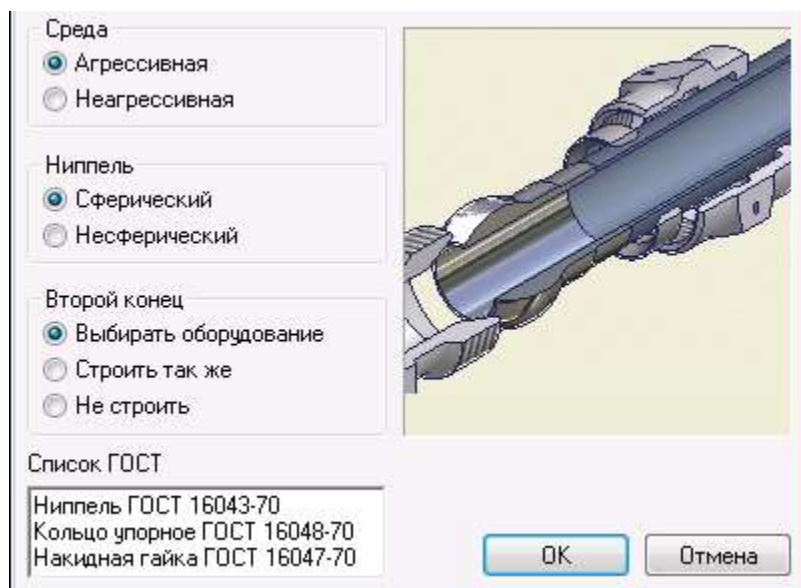 Среда
Агрессивная
Неагрессивная
Ниппель
Сферический
Несферический
Второй конец
Выбирать оборудование
Строить так же
Не строить
Список ГОСТ
Ниппель ГОСТ 16043-70
Кольцо упорное ГОСТ 16048-70
Накидная гайка ГОСТ 16047-70
OK
Отмена